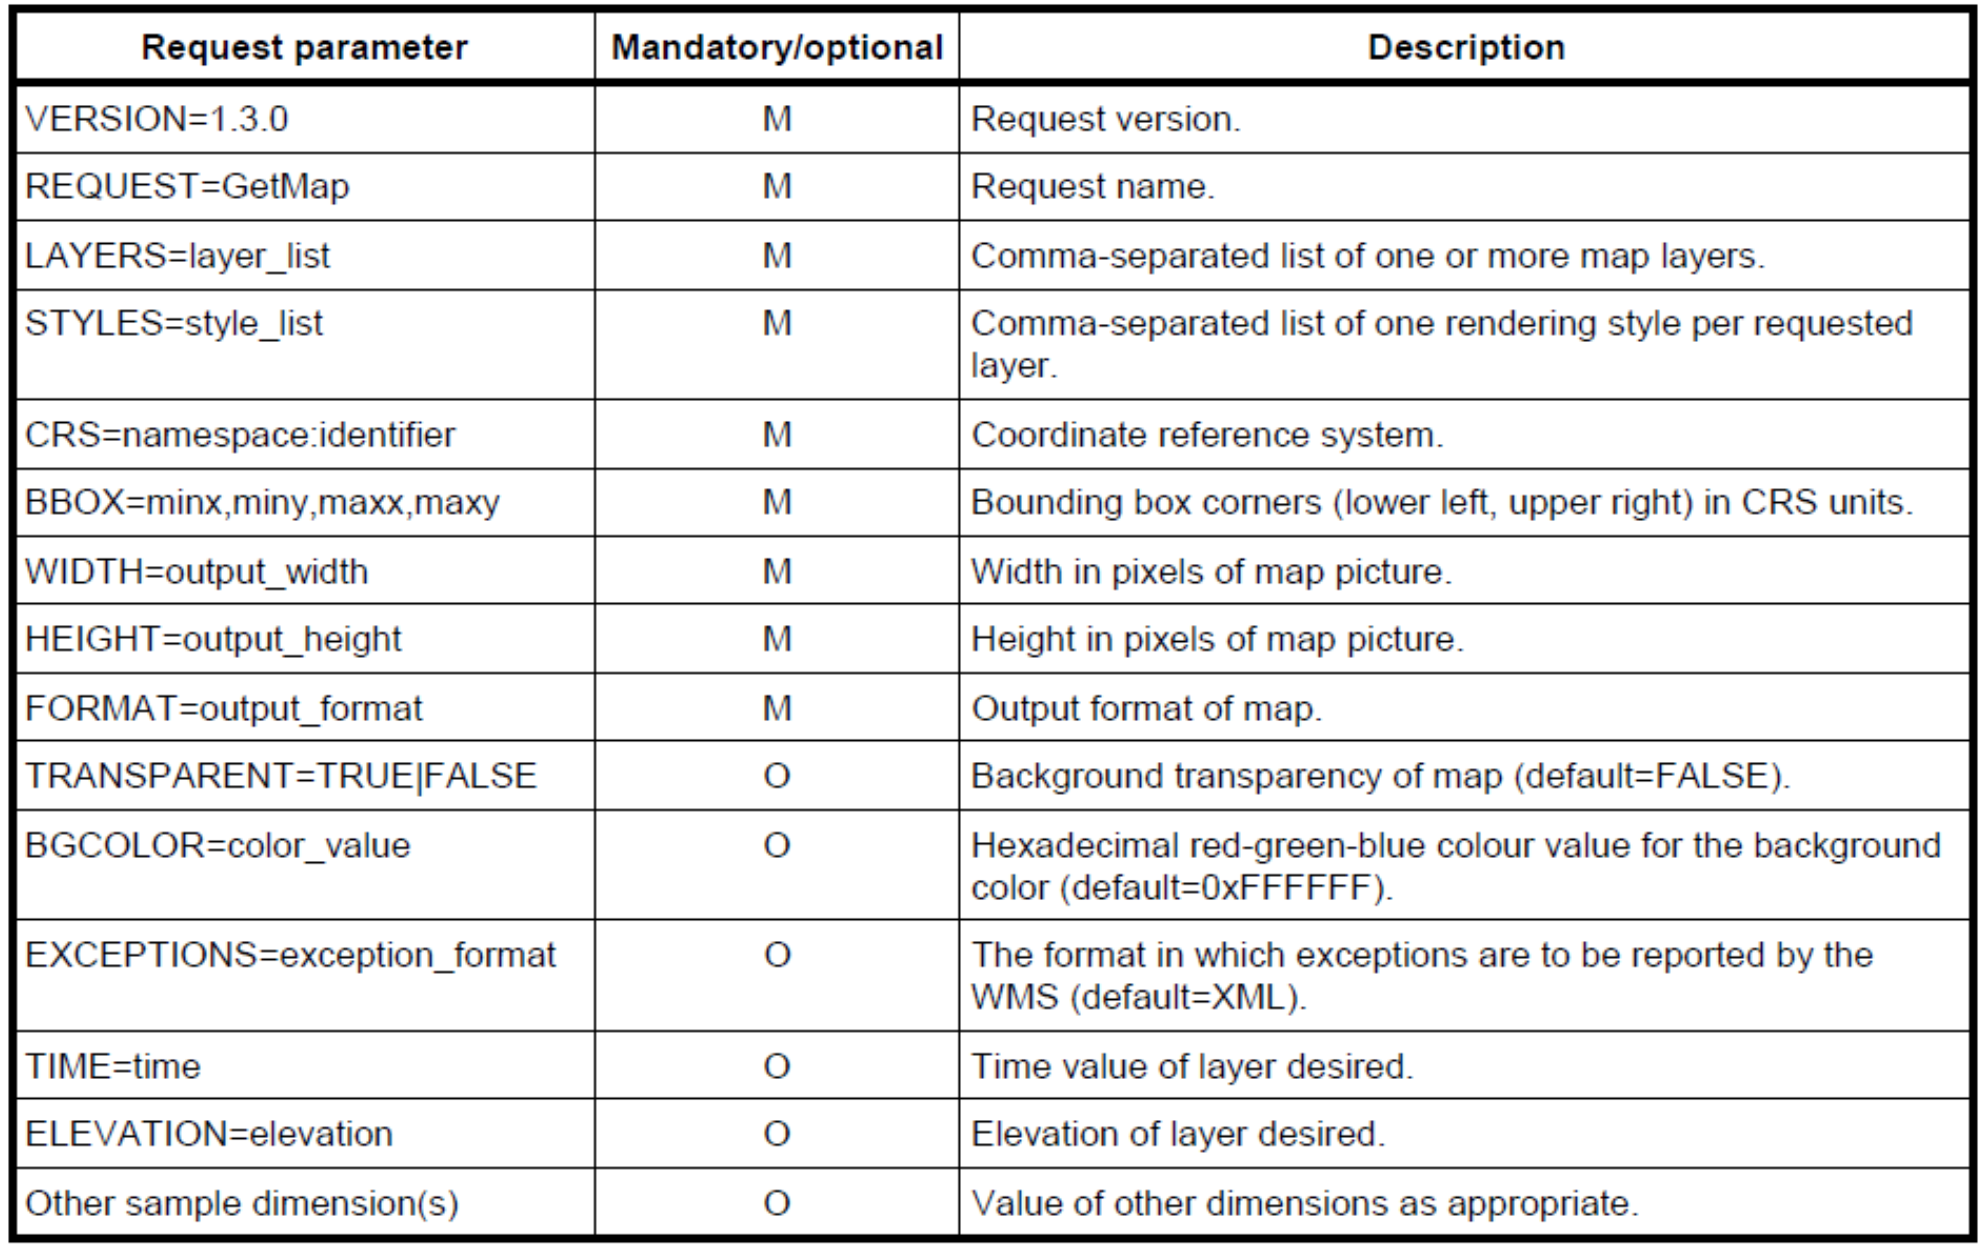 Request parameter Mandatory/optional Description
VERSION=1.3.0 M Request version.
REQUEST=GetMap M Request name.
LAYERS=layer_list M Comma-separated list of one or more map layers.
STYLES=style_list M Comma-separated list of one rendering style per requested
layer.
CRS=namespace:identifier M Coordinate reference system.
BBOX=minx,miny,maxx,maxy M Bounding box corners (lower left, upper right) in CRS units.
WIDTH=output_width M Width in pixels of map picture.
HEIGHT=output_height M Height in pixels of map picture.
FORMAT=output_format M Output format of map.
TRANSPARENT=TRUE|FALSE O Background transparency of map (default=FALSE).
BGCOLOR=color_value O Hexadecimal red-green-blue colour value for the background
color (default=0xFFFFFF).
EXCEPTIONS=exception_format O The format in which exceptions are to be reported by the
WMS (default=XML).
TIME=time O Time value of layer desired.
ELEVATION=elevation O Elevation of layer desired.
Other sample dimension(s) O Value of other dimensions as appropriate.